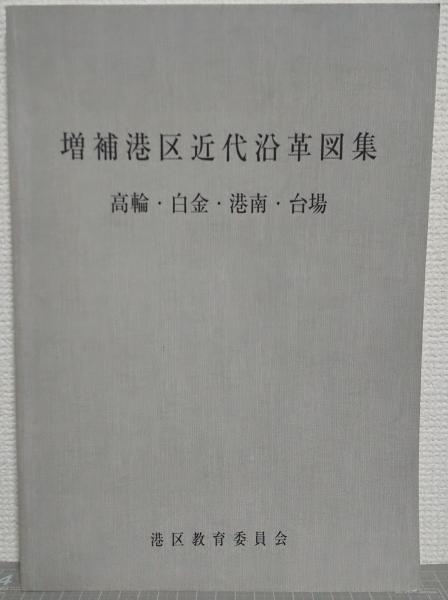 増補港区近代沿革図集
高輪・白金・港南・台場
港区教育委員会
4